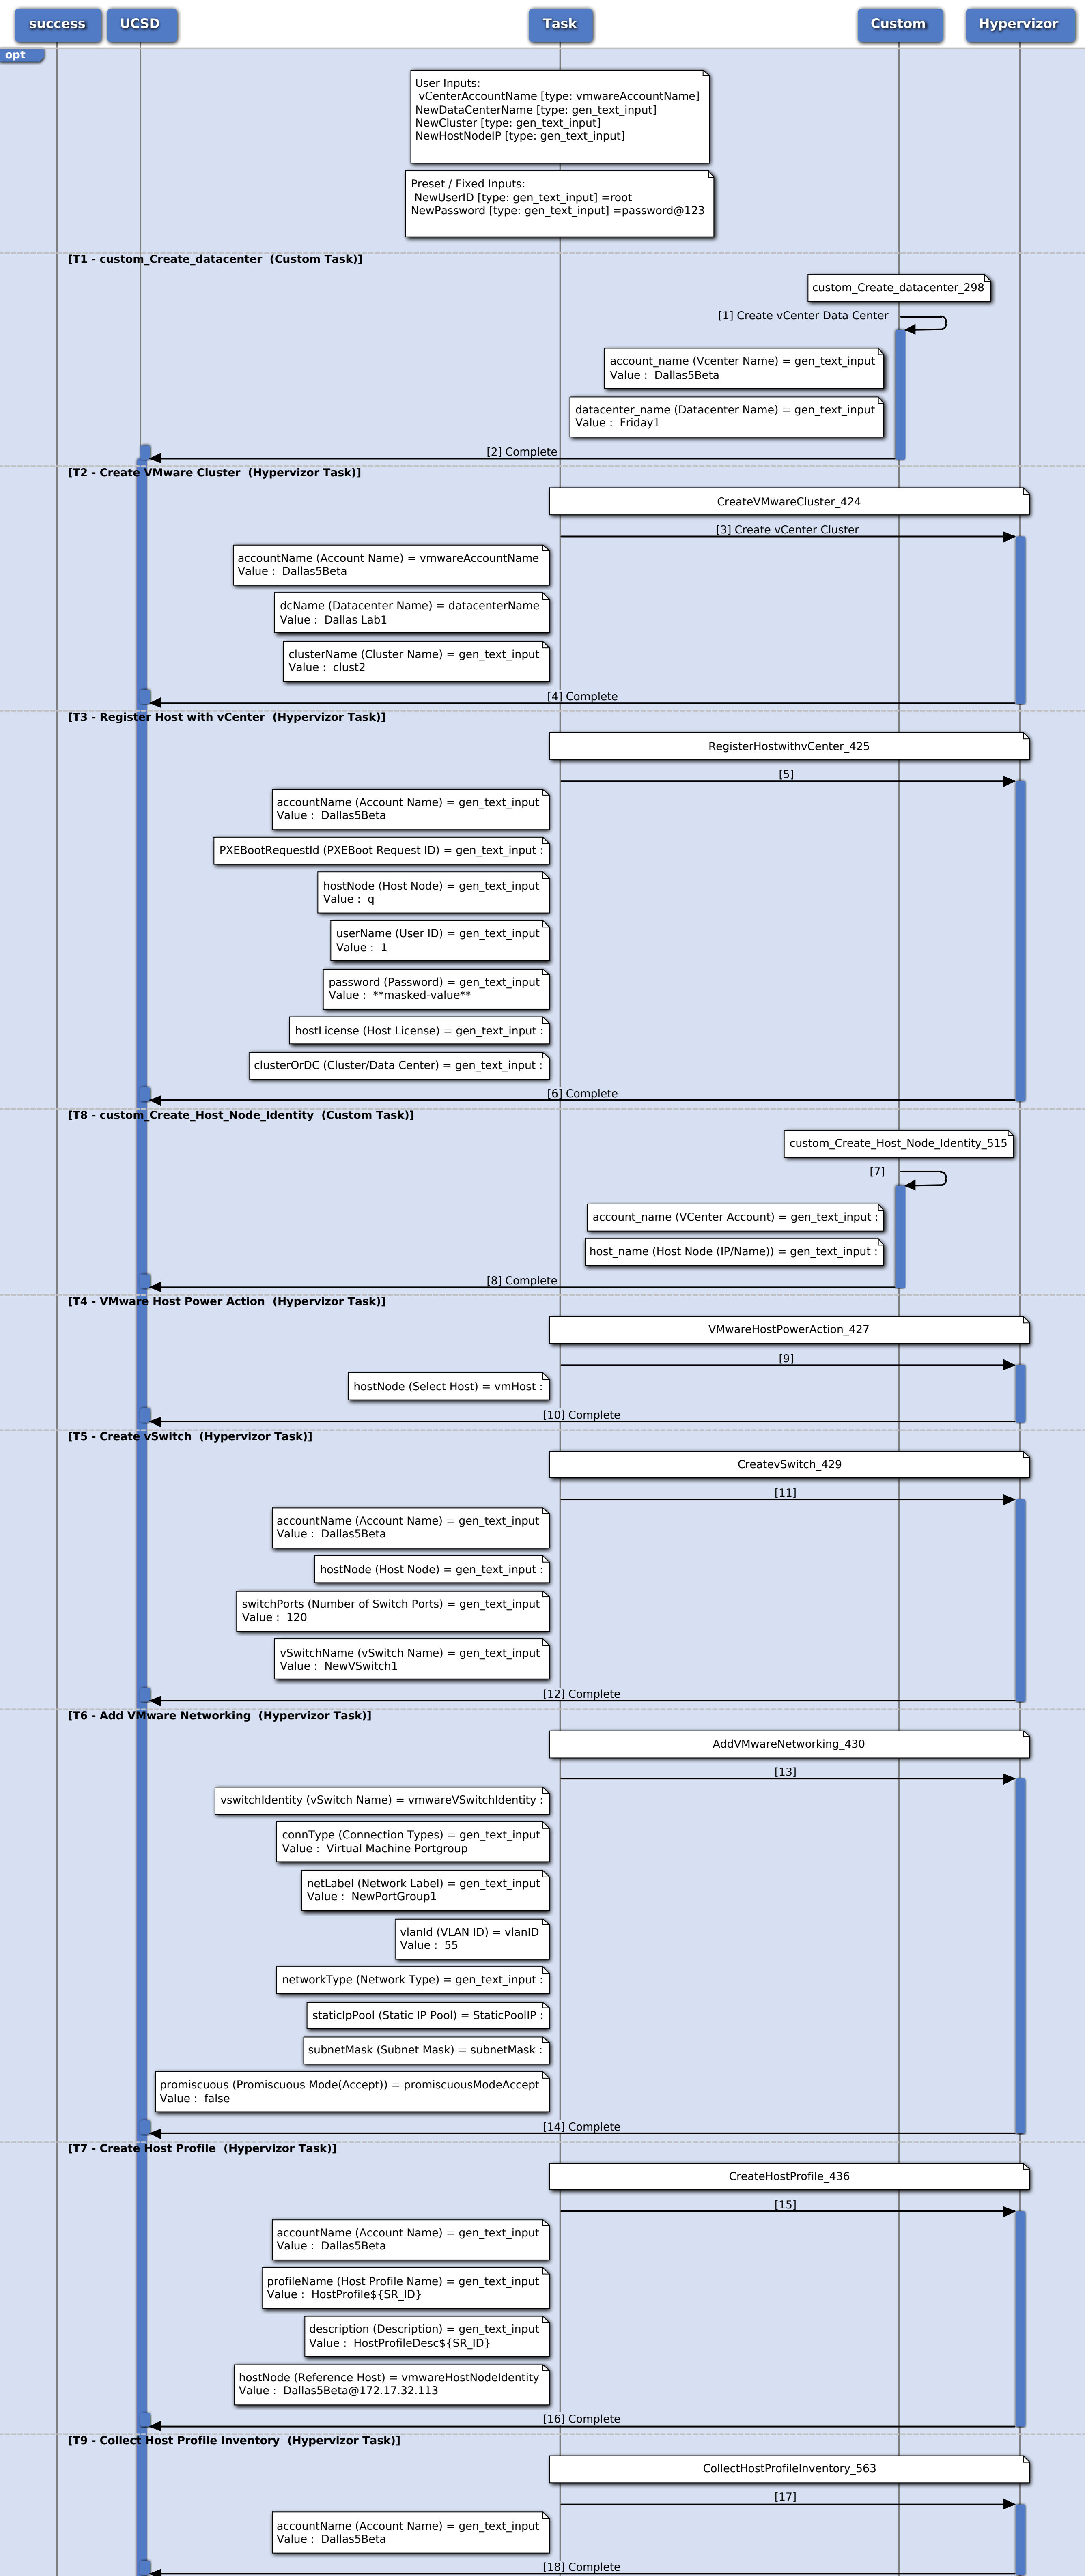 success
UCSD
Task
Custom
Hypervizor
opt
User Inputs:
vCenterAccountName [type: vmwareAccountName]
NewDataCenterName [type: gen_text_input]
NewCluster [type: gen_text_input]
NewHostNodeIP [type: gen_text_input]
Preset / Fixed Inputs:
NewUserID [type: gen_text_input] =root
NewPassword [type: gen_text_input] =password@123
[T1 - custom_Create_datacenter (Custom Task)]
custom_Create_datacenter_298
[1] Create vCenter Data Center
account_name (Vcenter Name) = gen_text_input
Value : Dallas5Beta
datacenter_name (Datacenter Name) = gen_text_input
Value : Friday1
[2] Complete
[T2 - Create VMware Cluster (Hypervizor Task)]
CreateVMwareCluster_424
[3] Create vCenter Cluster
accountName (Account Name) = vmwareAccountName
Value : Dallas5Beta
dcName (Datacenter Name) = datacenterName
Value : Dallas Lab1
clusterName (Cluster Name) = gen_text_input
Value : clust2
[4] Complete
[T3 - Register Host with vCenter (Hypervizor Task)]
RegisterHostwithvCenter_425
[5]
accountName (Account Name) = gen_text_input
Value : Dallas5Beta
PXEBootRequestId (PXEBoot Request ID) = gen_text_input :
hostNode (Host Node) = gen_text_input
Value : q
userName (User ID) = gen_text_input
Value : 1
password (Password) = gen_text_input
Value : **masked-value**
hostLicense (Host License) = gen_text_input :
clusterOrDC (Cluster/Data Center) = gen_text_input :
[6] Complete
[T8 - custom_Create_Host_Node_Identity (Custom Task)]
custom_Create_Host_Node_Identity_515
[7]
account_name (VCenter Account) = gen_text_input :
host_name (Host Node (IP/Name)) = gen_text_input :
[8] Complete
[T4 - VMware Host Power Action (Hypervizor Task)]
VMwareHostPowerAction_427
[9]
hostNode (Select Host) = vmHost :
[10] Complete
[T5 - Create vSwitch (Hypervizor Task)]
CreatevSwitch_429
[11]
accountName (Account Name) = gen_text_input
Value : Dallas5Beta
hostNode (Host Node) = gen_text_input :
switchPorts (Number of Switch Ports) = gen_text_input
Value : 120
vSwitchName (vSwitch Name) = gen_text_input
Value : NewVSwitch1
[12] Complete
[T6 - Add VMware Networking (Hypervizor Task)]
AddVMwareNetworking_430
[13]
vswitchIdentity (vSwitch Name) = vmwareVSwitchIdentity :
connType (Connection Types) = gen_text_input
Value : Virtual Machine Portgroup
netLabel (Network Label) = gen_text_input
Value : NewPortGroup1
vlanId (VLAN ID) = vlanID
Value : 55
networkType (Network Type) = gen_text_input :
staticIpPool (Static IP Pool) = StaticPoolIP :
subnetMask (Subnet Mask) = subnetMask :
promiscuous (Promiscuous Mode(Accept)) = promiscuousModeAccept
Value : false
[14] Complete
[T7 - Create Host Profile (Hypervizor Task)]
CreateHostProfile_436
[15]
accountName (Account Name) = gen_text_input
Value : Dallas5Beta
profileName (Host Profile Name) = gen_text_input
Value : HostProfile${SR_ID}
description (Description) = gen_text_input
Value : HostProfileDesc${SR_ID}
hostNode (Reference Host) = vmwareHostNodeIdentity
Value : Dallas5Beta@172.17.32.113
[16] Complete
[T9 - Collect Host Profile Inventory (Hypervizor Task)]
CollectHostProfileInventory_563
[17]
accountName (Account Name) = gen_text_input
Value : Dallas5Beta
[18] Complete